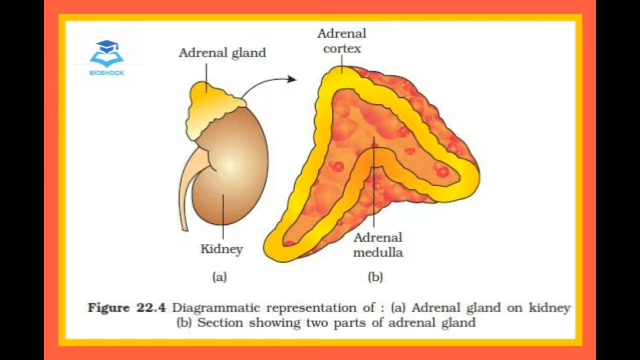 BIOSHOCK
Adrenal gland
Adrenal
cortex
Kidney
Adrenal
medulla
(a)
(b)
Figure 22.4 Diagrammatic representation of : (a) Adrenal gland on kidney
(b) Section showing two parts of adrenal gland